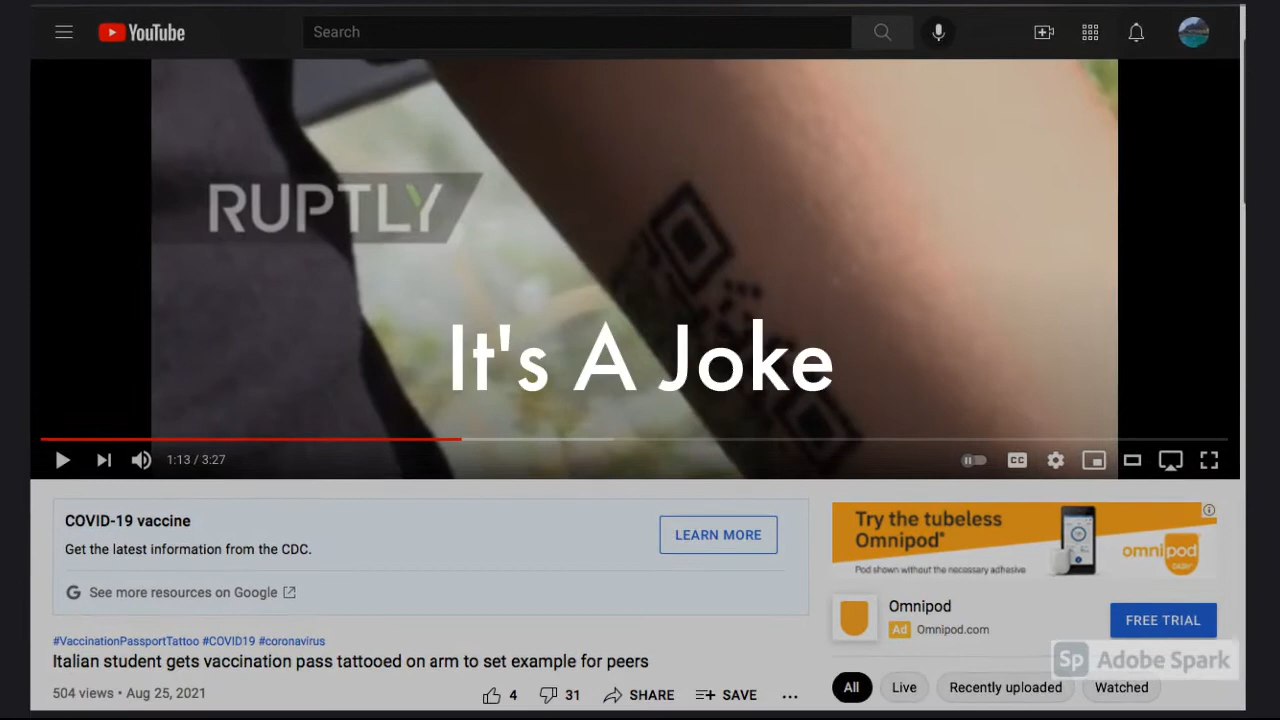 YouTube
Search
RUPTLY
It's A Joke
1:13 / 3:27
CC
COVID-19 vaccine
Get the latest information from the CDC.
LEARN MORE
G See more resources on Google
#VaccinationPassportTattoo #COVID19 #coronavirus
Italian student gets vaccination pass tattooed on arm to set example for peers
504 views • Aug 25, 2021
4
31
SHARE
SAVE
Try the tubeless
Omnipod*
Pod shown without the necessary adhesive
omnipod
DASH
Omnipod
Ad Omnipod.com
FREE TRIAL
Sp Adobe Spark
All
Live
Recently uploaded
Watched